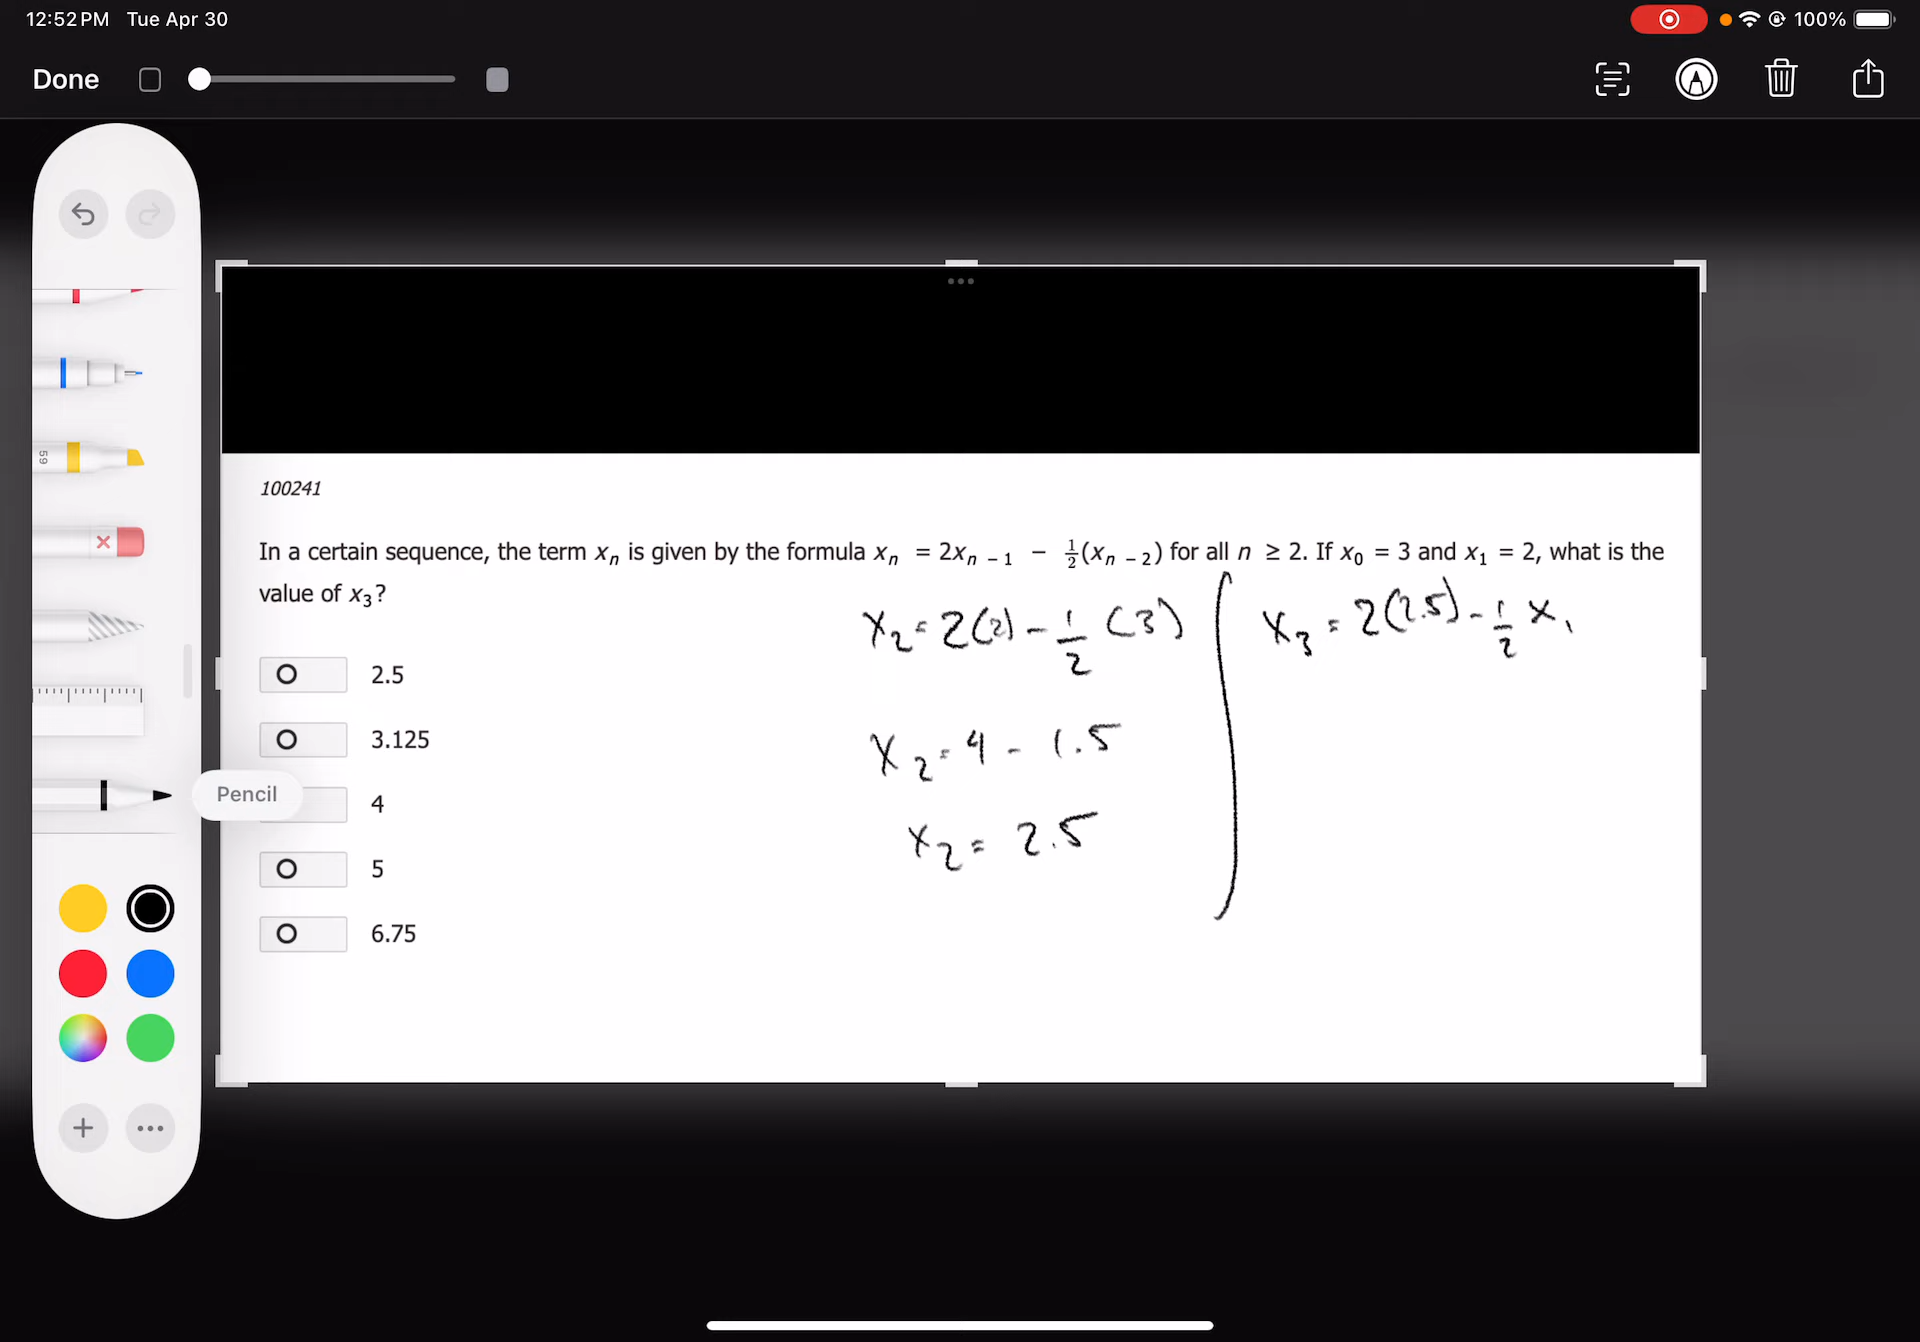 12:52 PM Tue Apr 30
100%
Done
59
100241
In a certain sequence, the term xₙ is given by the formula xₙ = 2xₙ₋₁ − ½(xₙ₋₂) for all n ≥ 2. If x₀ = 3 and x₁ = 2, what is the
value of x₃?
2.5
3.125
4
5
6.75
Pencil
x₂ = 2(2) - 1/2 (3)
x₂ = 4 - 1.5
x₂ = 2.5
x₃ = 2(2.5) - 1/2 x₁